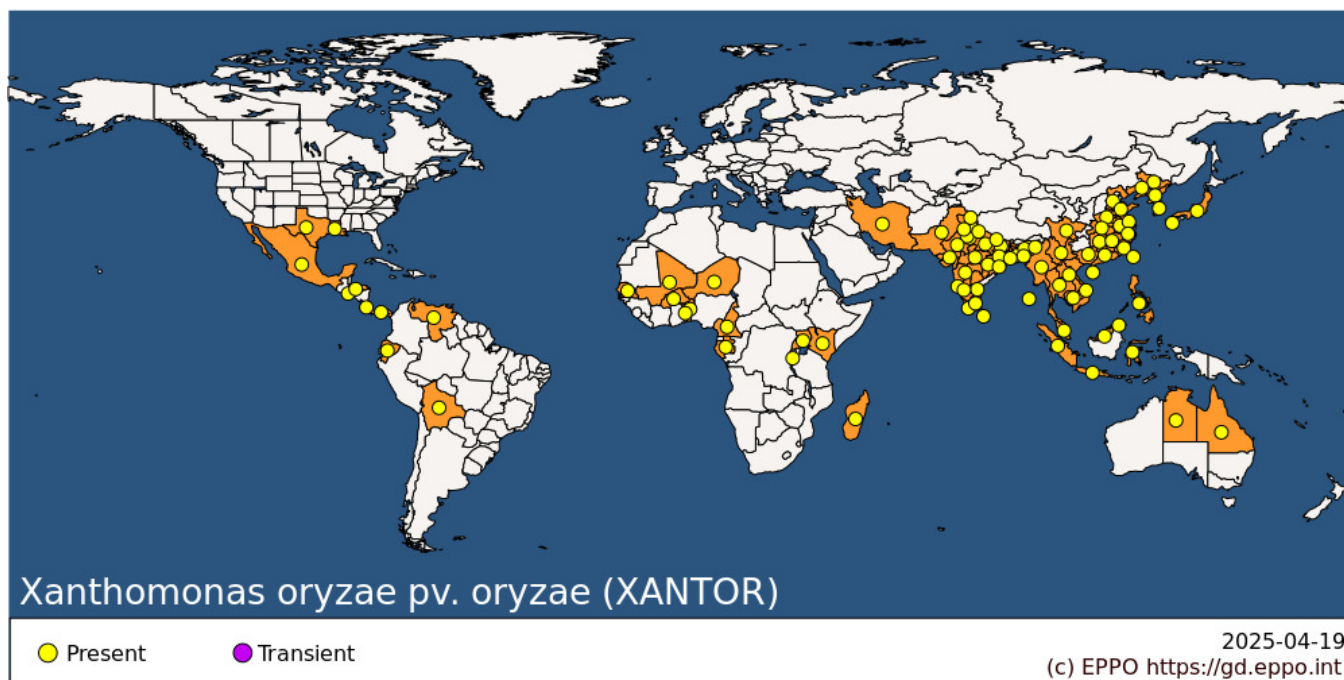 Xanthomonas oryzae pv. oryzae (XANTOR)
Present
Transient
2025-04-19
(c) EPPO https://gd.eppo.int